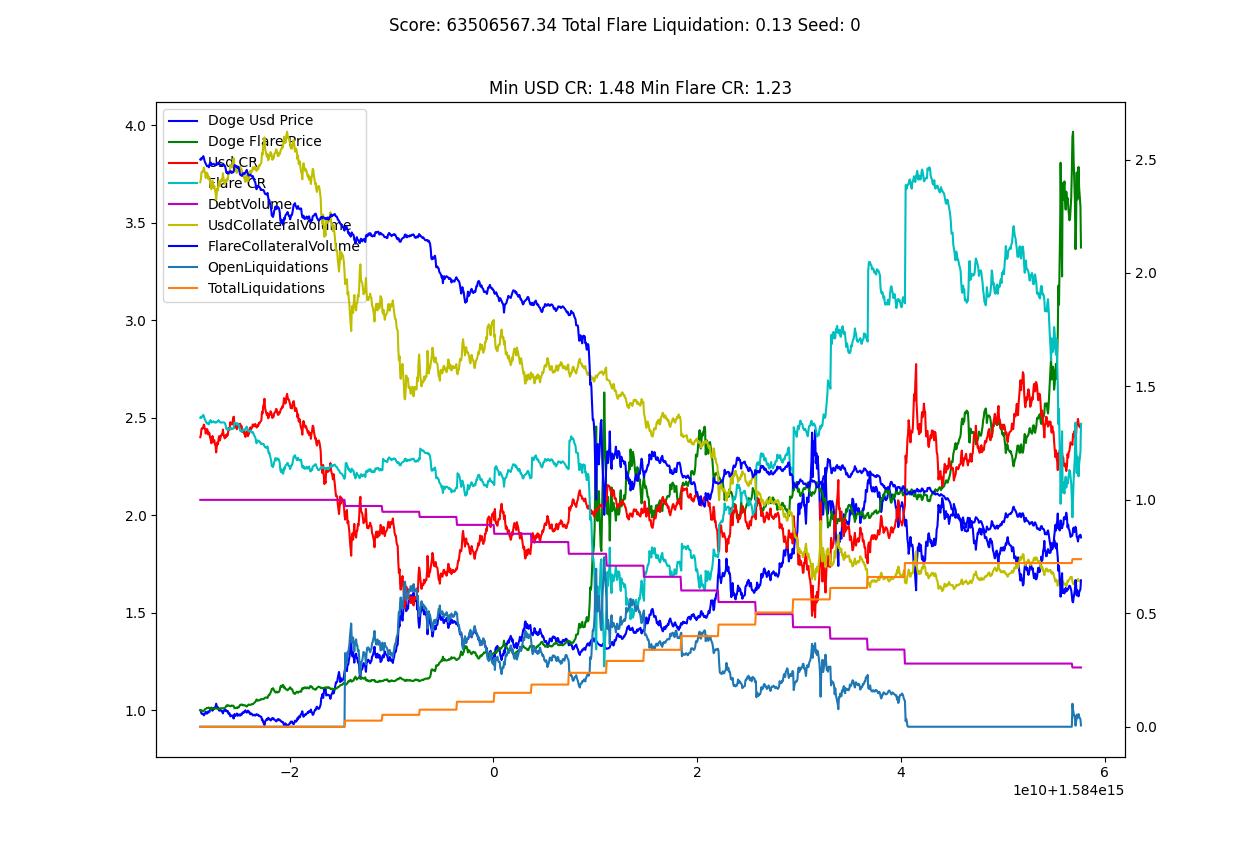 Score: 63506567.34 Total Flare Liquidation: 0.13 Seed: 0
Min USD CR: 1.48 Min Flare CR: 1.23
Doge Usd Price
Doge Flare Price
Usd CR
Flare CR
DebtVolume
UsdCollateralVolume
FlareCollateralVolume
OpenLiquidations
TotalLiquidations
4.0
3.5
3.0
2.5
2.0
1.5
1.0
2.5
2.0
1.5
1.0
0.5
0.0
−2
0
2
4
6
1e10+1.584e15